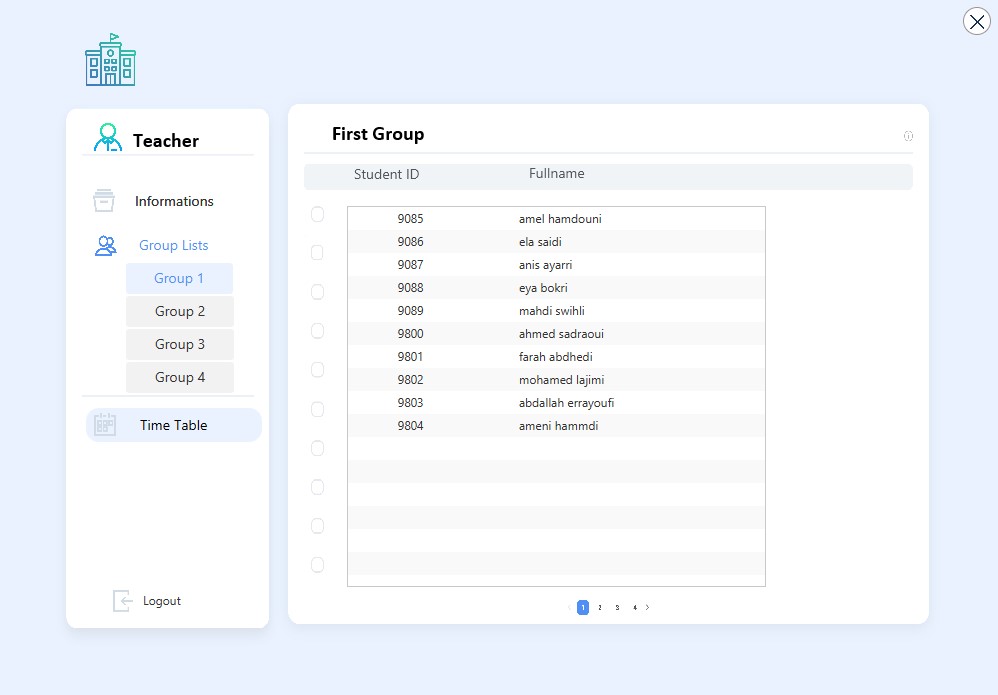 Teacher
Informations
Group Lists
Group 1
Group 2
Group 3
Group 4
Time Table
Logout
First Group
Student ID Fullname
9085 amel hamdouni
9086 ela saidi
9087 anis ayarri
9088 eya bokri
9089 mahdi swihli
9800 ahmed sadraoui
9801 farah abdhedi
9802 mohamed lajimi
9803 abdallah errayoufi
9804 ameni hammdi
1 2 3 4